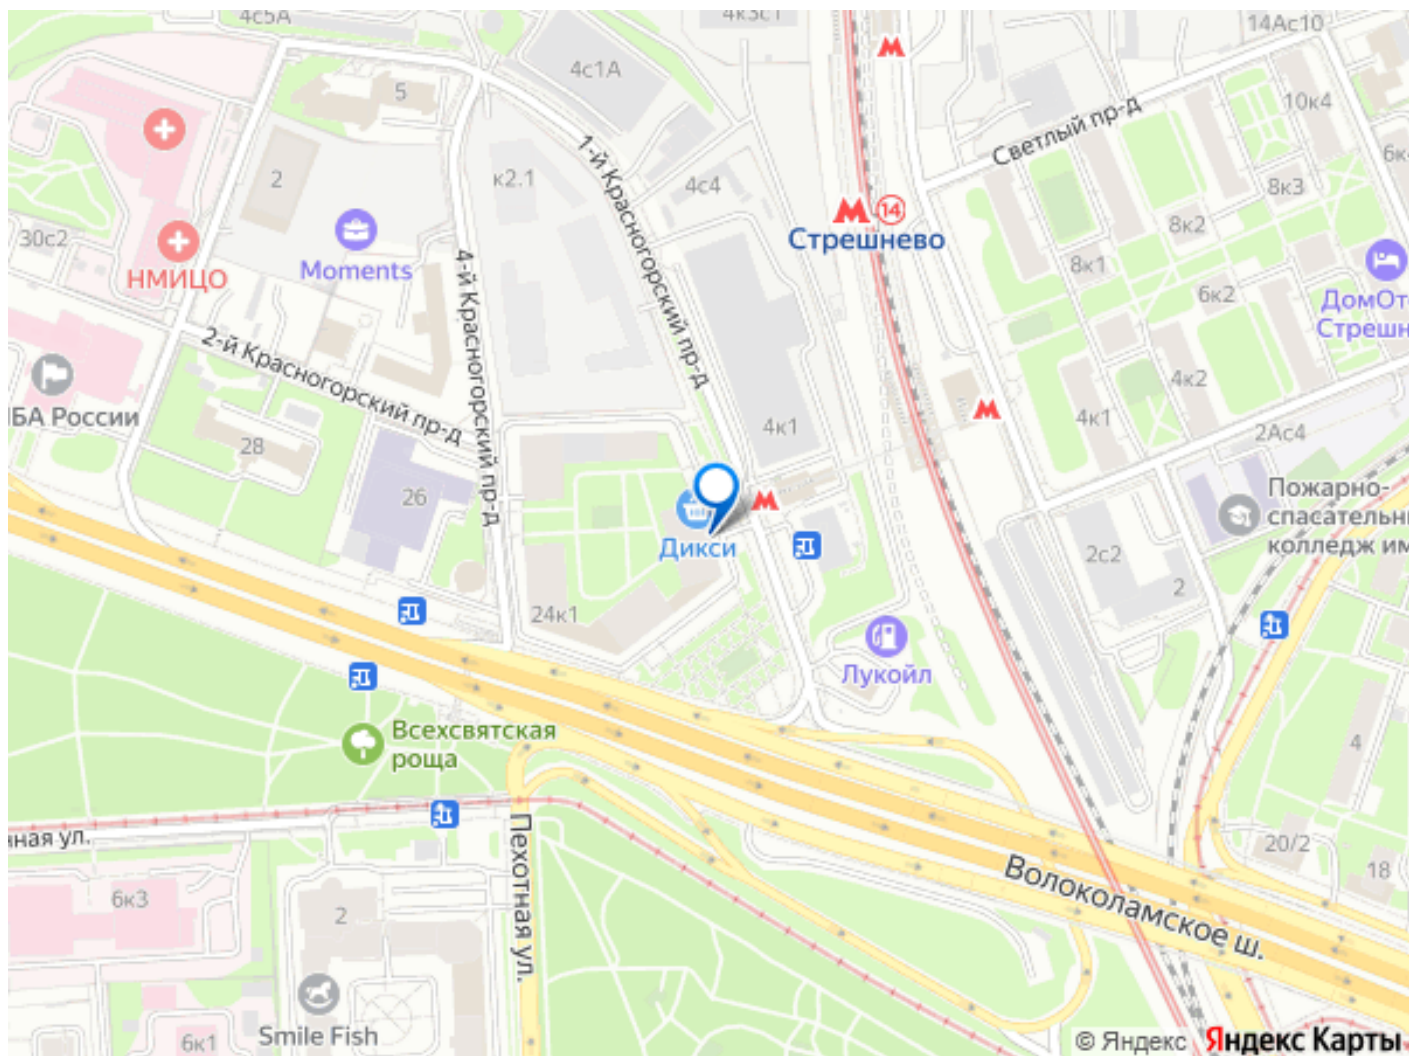 4с5А
4к3с1
14Ас10
4с1А
5
10к4
Светлый пр-д
1-й Красногорский пр-д
к2.1
2
4с4
8к3
14
Стрешнево
8к2
30с2
НМИЦО
Moments
4-й Красногорский пр-д
8к1
6к2
2-й Красногорский пр-д
4к2
4к1
4к1
БА России
28
26
2Ас4
Пожарно-
спасательн
колледж им
Дикси
2с2
2
24к1
Лукойл
Всехсвятская
роща
4
нная ул.
Пехотная ул.
20/2
18
6к3
2
Волоколамское ш.
Smile Fish
6к1
© Яндекс
Яндекс Карты